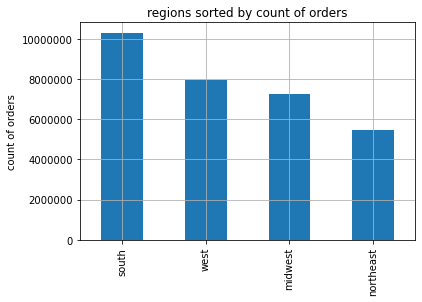 regions sorted by count of orders
count of orders
10000000
8000000
6000000
4000000
2000000
0
south
west
midwest
northeast